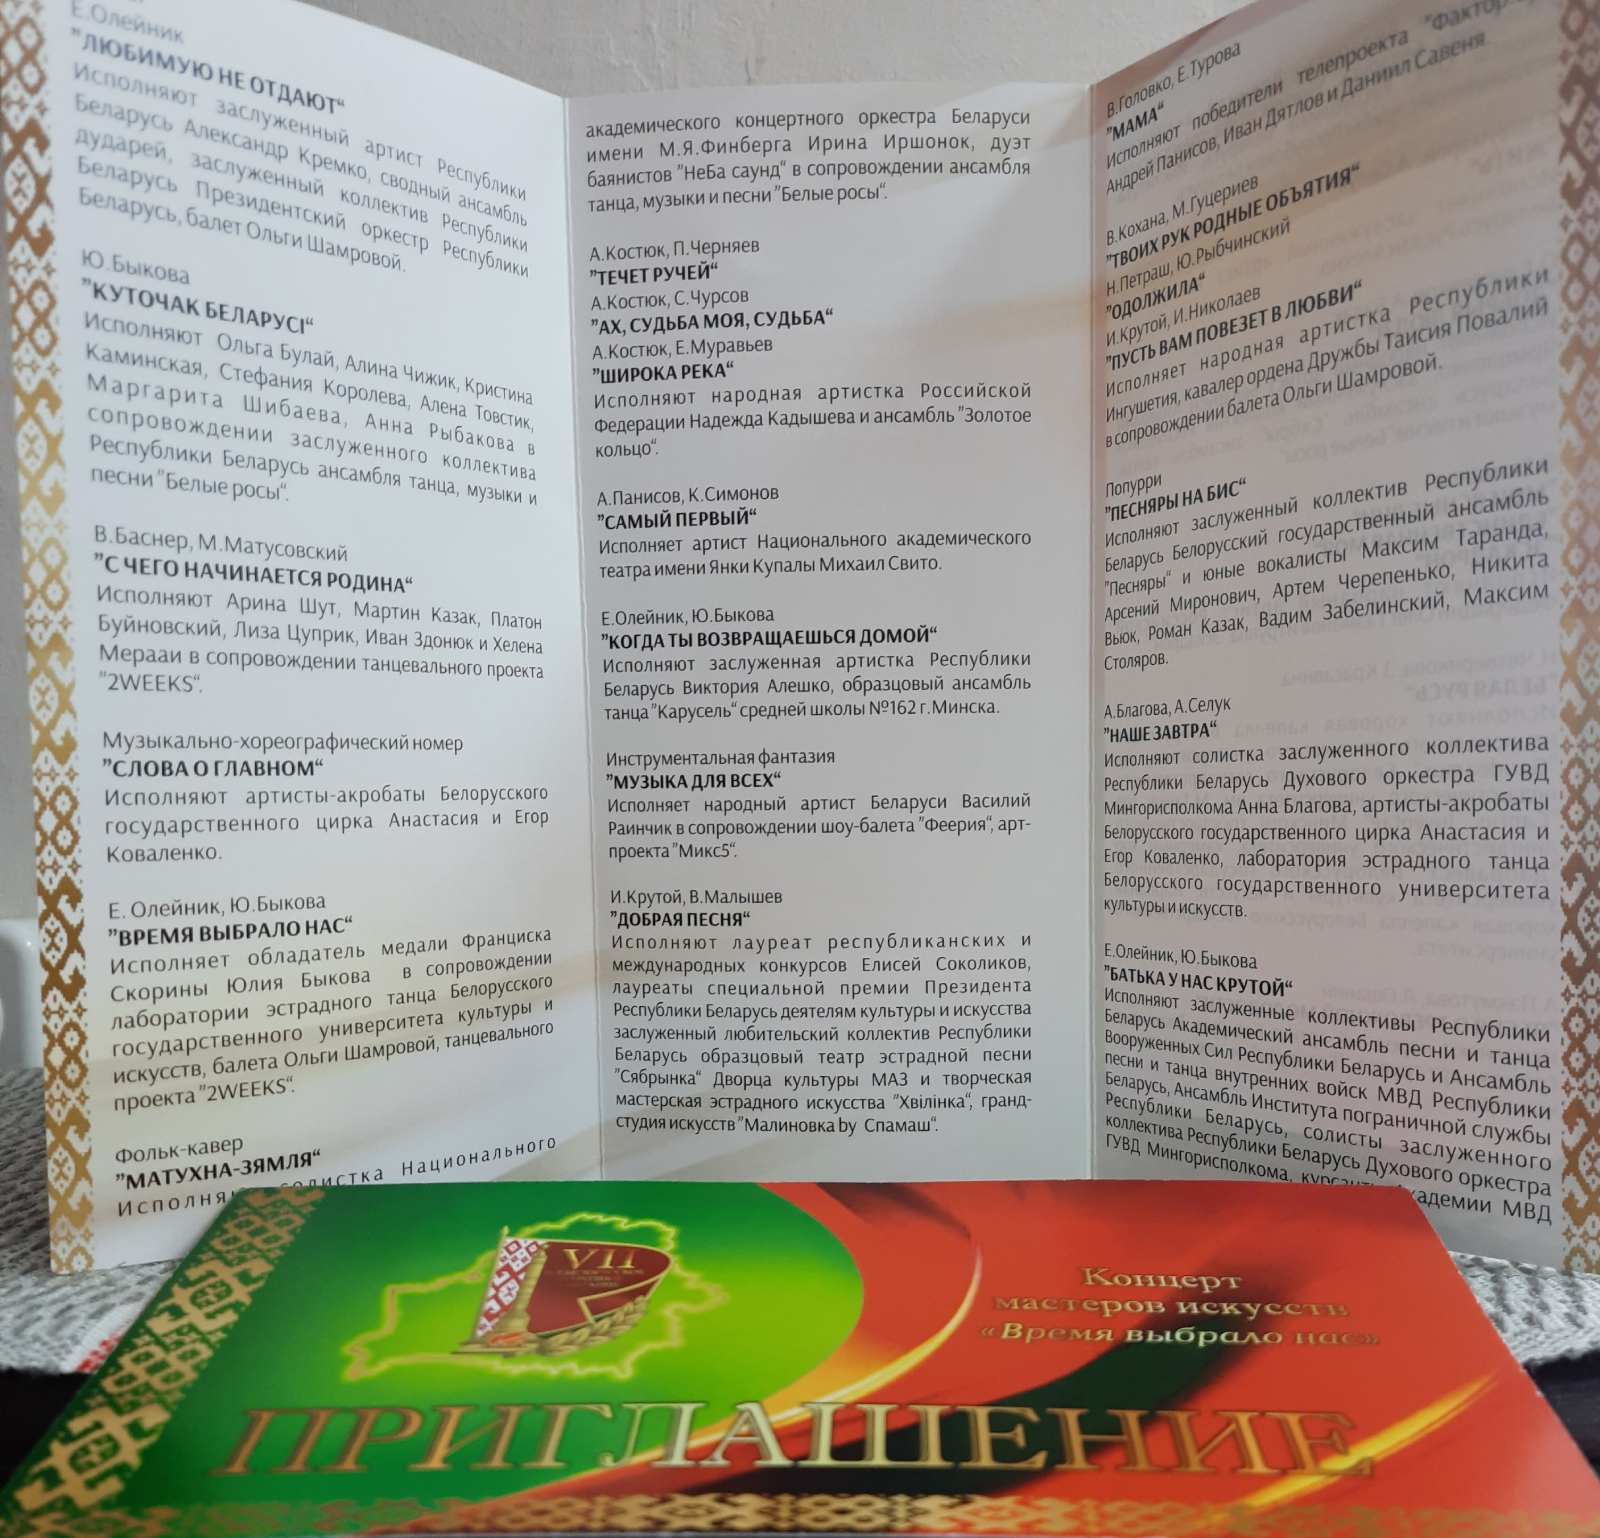 Е.Олейник
"ЛЮБИМУЮ НЕ ОТДАЮТ“
Исполняют заслуженный артист Республики
Беларусь Александр Кремко, сводный ансамбль
дударей, заслуженный коллектив Республики
Беларусь Президентский оркестр Республики
Беларусь, балет Ольги Шамровой.
Ю.Быкова
"КУТОЧАК БЕЛАРУСІ“
Исполняют Ольга Булай, Алина Чижик, Кристина
Каминская, Стефания Королева, Алена Товстик,
Маргарита Шибаева, Анна Рыбакова в
сопровождении заслуженного коллектива
Республики Беларусь ансамбля танца, музыки и
песни "Белые росы“.
В.Баснер, М.Матусовский
"С ЧЕГО НАЧИНАЕТСЯ РОДИНА“
Исполняют Арина Шут, Мартин Казак, Платон
Буйновский, Лиза Цуприк, Иван Здонюк и Хелена
Мерааи в сопровождении танцевального проекта
"2WEEKS“.
Музыкально-хореографический номер
"СЛОВА О ГЛАВНОМ“
Исполняют артисты-акробаты Белорусского
государственного цирка Анастасия и Егор
Коваленко.
Е. Олейник, Ю.Быкова
"ВРЕМЯ ВЫБРАЛО НАС“
Исполняет обладатель медали Франциска
Скорины Юлия Быкова в сопровождении
лаборатории эстрадного танца Белорусского
государственного университета культуры и
искусств, балета Ольги Шамровой, танцевального
проекта "2WEEKS“.
Фольк-кавер
"МАТУХНА-ЗЯМЛЯ“
Исполня солистка Национального
академического концертного оркестра Беларуси
имени М.Я.Финберга Ирина Иршонок, дуэт
баянистов "НеБа саунд“ в сопровождении ансамбля
танца, музыки и песни "Белые росы“.
А.Костюк, П.Черняев
"ТЕЧЕТ РУЧЕЙ“
А.Костюк, С.Чурсов
"АХ, СУДЬБА МОЯ, СУДЬБА“
А.Костюк, Е.Муравьев
"ШИРОКА РЕКА“
Исполняют народная артистка Российской
Федерации Надежда Кадышева и ансамбль "Золотое
кольцо“.
А.Панисов, К.Симонов
"САМЫЙ ПЕРВЫЙ“
Исполняет артист Национального академического
театра имени Янки Купалы Михаил Свито.
Е.Олейник, Ю.Быкова
"КОГДА ТЫ ВОЗВРАЩАЕШЬСЯ ДОМОЙ“
Исполняют заслуженная артистка Республики
Беларусь Виктория Алешко, образцовый ансамбль
танца "Карусель“ средней школы №162 г.Минска.
Инструментальная фантазия
"МУЗЫКА ДЛЯ ВСЕХ“
Исполняет народный артист Беларуси Василий
Раинчик в сопровождении шоу-балета "Феерия“, арт-
проекта "Микс5“.
И.Крутой, В.Малышев
"ДОБРАЯ ПЕСНЯ“
Исполняют лауреат республиканских и
международных конкурсов Елисей Соколиков,
лауреаты специальной премии Президента
Республики Беларусь деятелям культуры и искусства
заслуженный любительский коллектив Республики
Беларусь образцовый театр эстрадной песни
"Сябрынка“ Дворца культуры МАЗ и творческая
мастерская эстрадного искусства "Хвілінка“, гранд-
студия искусств "Малиновка by Спамаш“.
В.Головко, Е.Турова
"МАМА“
Исполняют победители телепроекта "Фактор
Андрей Панисов, Иван Дятлов и Даниил Савеня.
В.Кохана, М.Гуцериев
"ТВОИХ РУК РОДНЫЕ ОБЪЯТИЯ“
Н.Петраш, Ю.Рыбчинский
"ОДОЛЖИЛА“
И.Крутой, И.Николаев
"ПУСТЬ ВАМ ПОВЕЗЕТ В ЛЮБВИ“
Исполняет народная артистка Республики
Ингушетия, кавалер ордена Дружбы Таисия Повалий
в сопровождении балета Ольги Шамровой.
Попурри
"ПЕСНЯРЫ НА БИС“
Исполняют заслуженный коллектив Республики
Беларусь Белорусский государственный ансамбль
"Песняры“ и юные вокалисты Максим Таранда,
Арсений Миронович, Артем Черепенько, Никита
Вьюк, Роман Казак, Вадим Забелинский, Максим
Столяров.
А.Благова, А.Селук
"НАШЕ ЗАВТРА“
Исполняют солистка заслуженного коллектива
Республики Беларусь Духового оркестра ГУВД
Мингорисполкома Анна Благова, артисты-акробаты
Белорусского государственного цирка Анастасия и
Егор Коваленко, лаборатория эстрадного танца
Белорусского государственного университета
культуры и искусств.
Е.Олейник, Ю.Быкова
"БАТЬКА У НАС КРУТОЙ“
Исполняют заслуженные коллективы Республики
Беларусь Академический ансамбль песни и танца
Вооруженных Сил Республики Беларусь и Ансамбль
песни и танца внутренних войск МВД Республики
Беларусь, Ансамбль Института пограничной службы
Республики Беларусь, солисты заслуженного
коллектива Республики Беларусь Духового оркестра
ГУВД Мингорисполкома, курсанты Академии МВД
VII
Концерт
мастеров искусств
«Время выбрало нас»
ПРИГЛАШЕНИЕ